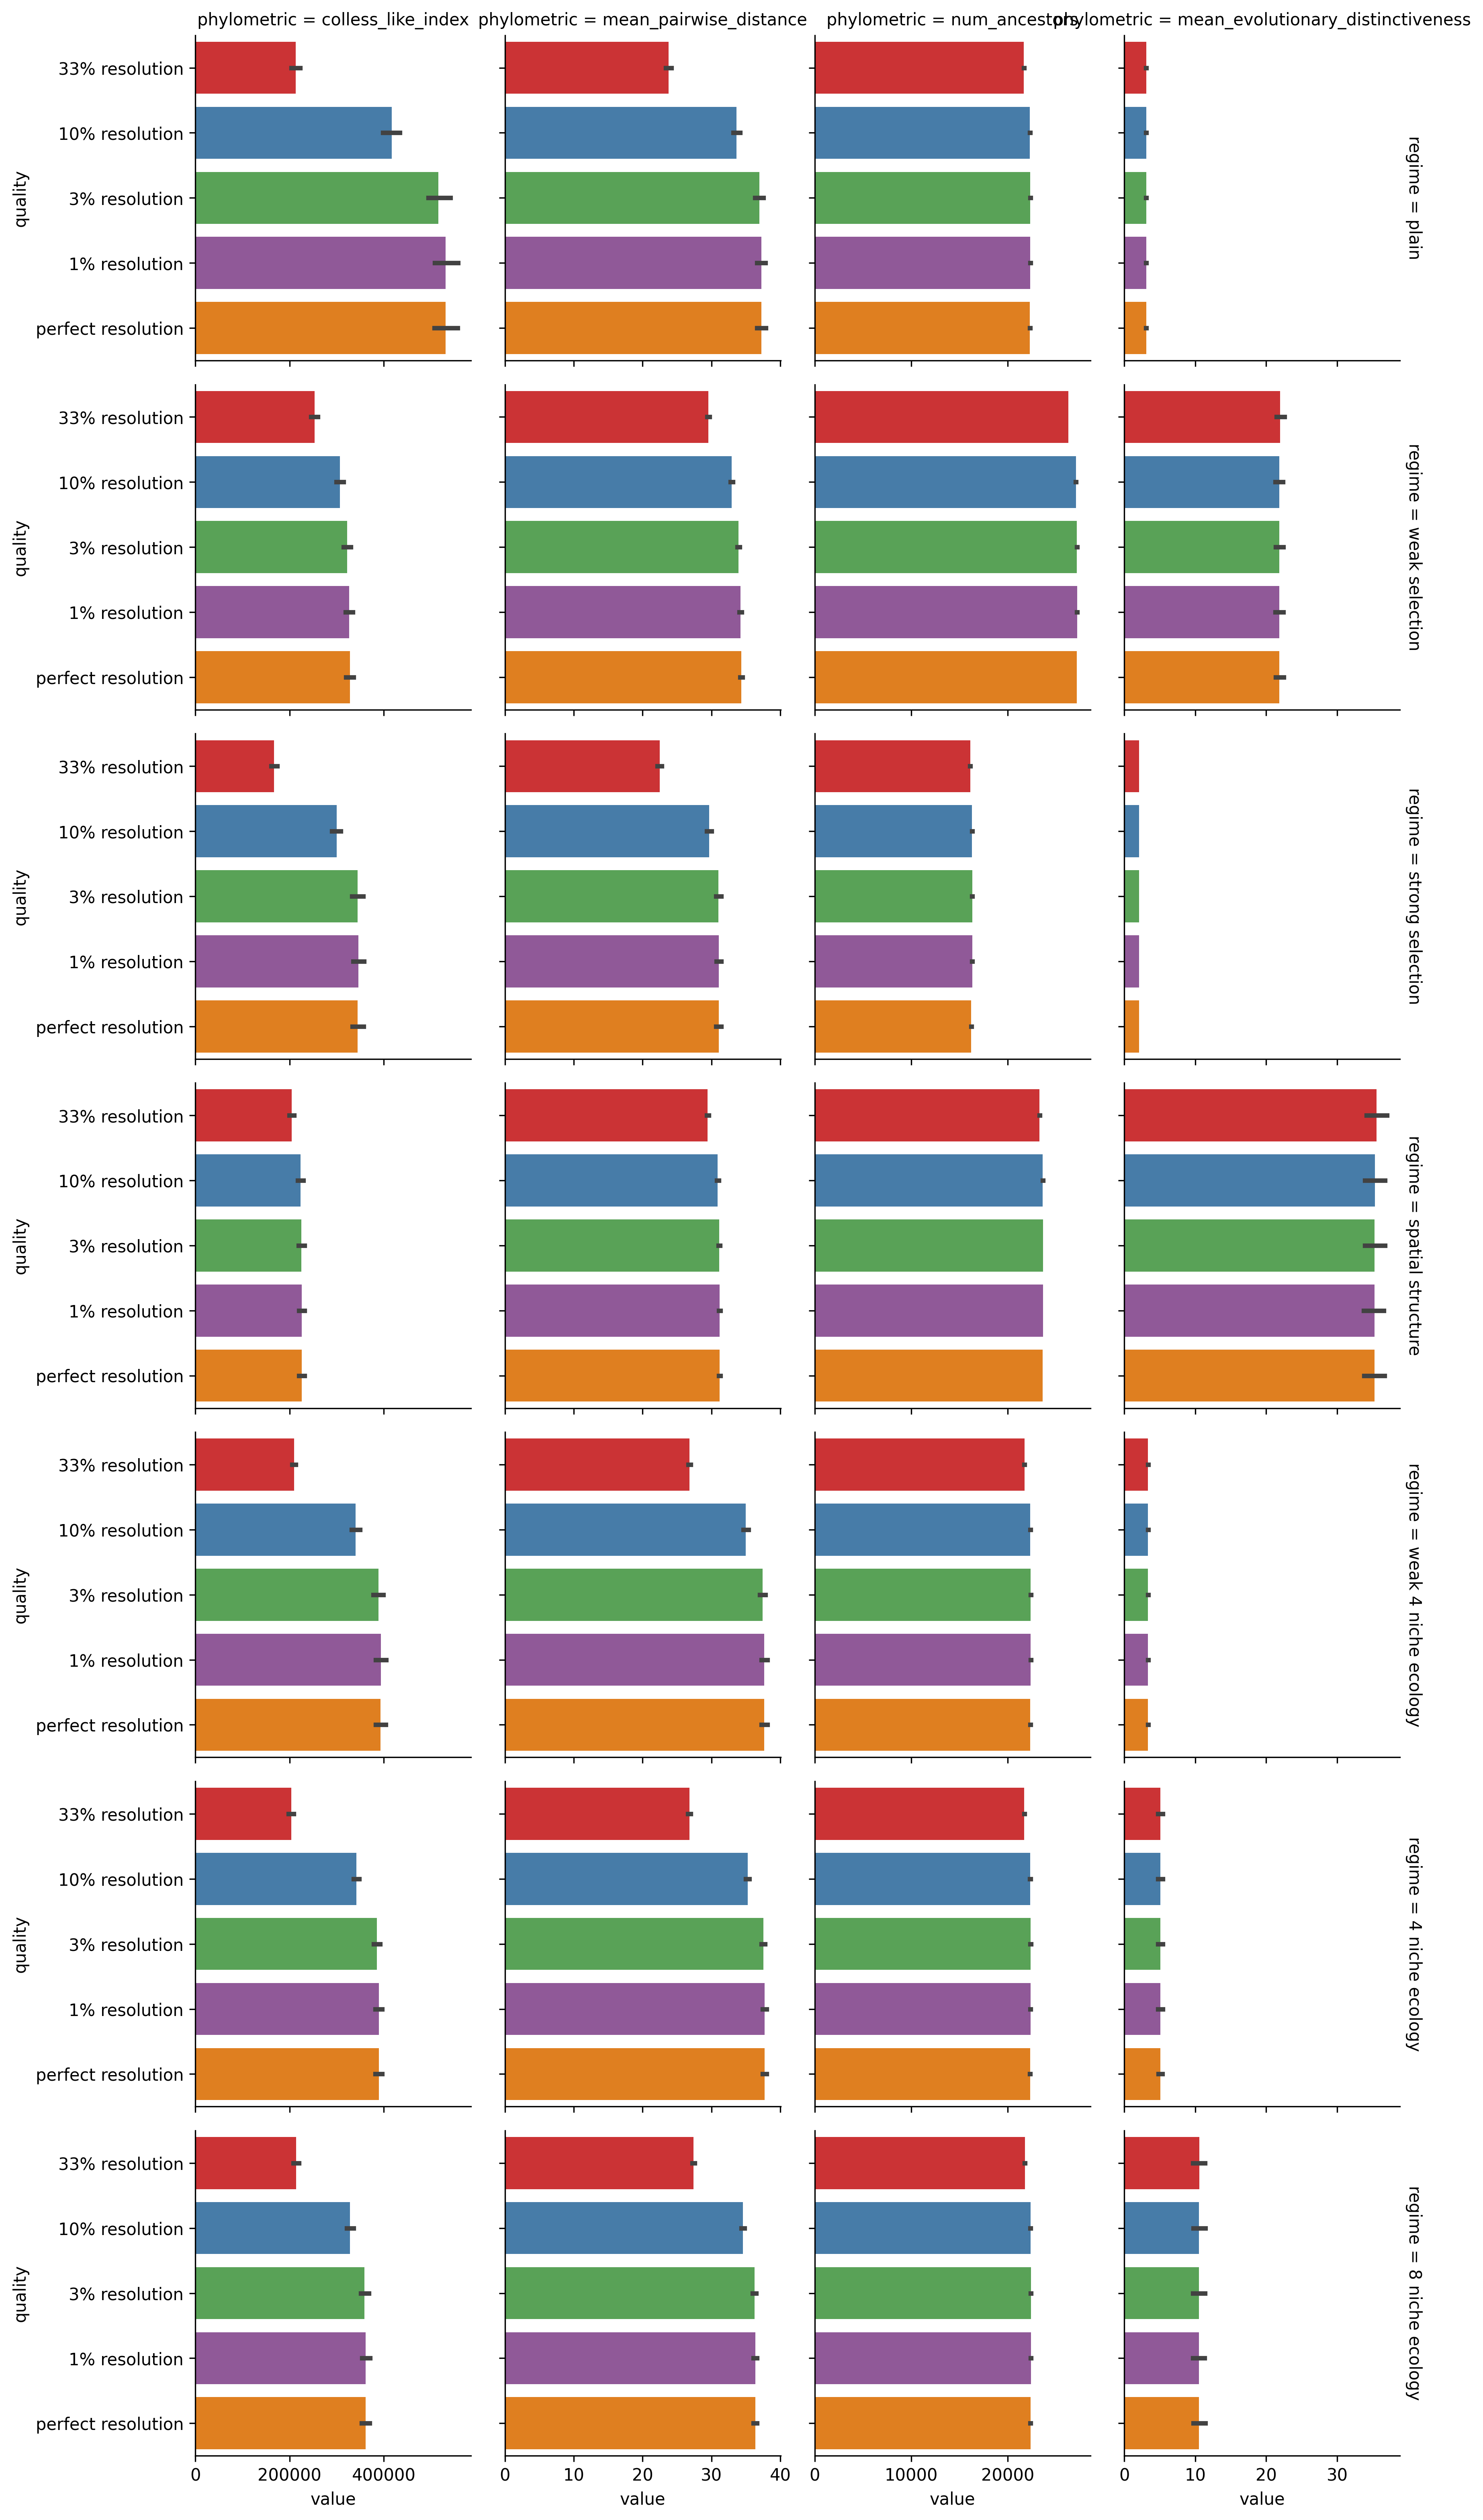 phylometric = colless_like_index
phylometric = mean_pairwise_distance
phylometric = num_ancestors
phylometric = mean_evolutionary_distinctiveness
quality
33% resolution
10% resolution
3% resolution
1% resolution
perfect resolution
regime = plain
quality
33% resolution
10% resolution
3% resolution
1% resolution
perfect resolution
regime = weak selection
quality
33% resolution
10% resolution
3% resolution
1% resolution
perfect resolution
regime = strong selection
quality
33% resolution
10% resolution
3% resolution
1% resolution
perfect resolution
regime = spatial structure
quality
33% resolution
10% resolution
3% resolution
1% resolution
perfect resolution
regime = weak 4 niche ecology
quality
33% resolution
10% resolution
3% resolution
1% resolution
perfect resolution
regime = 4 niche ecology
quality
33% resolution
10% resolution
3% resolution
1% resolution
perfect resolution
regime = 8 niche ecology
0 200000 400000
value
0 10 20 30 40
value
0 10000 20000
value
0 10 20 30
value